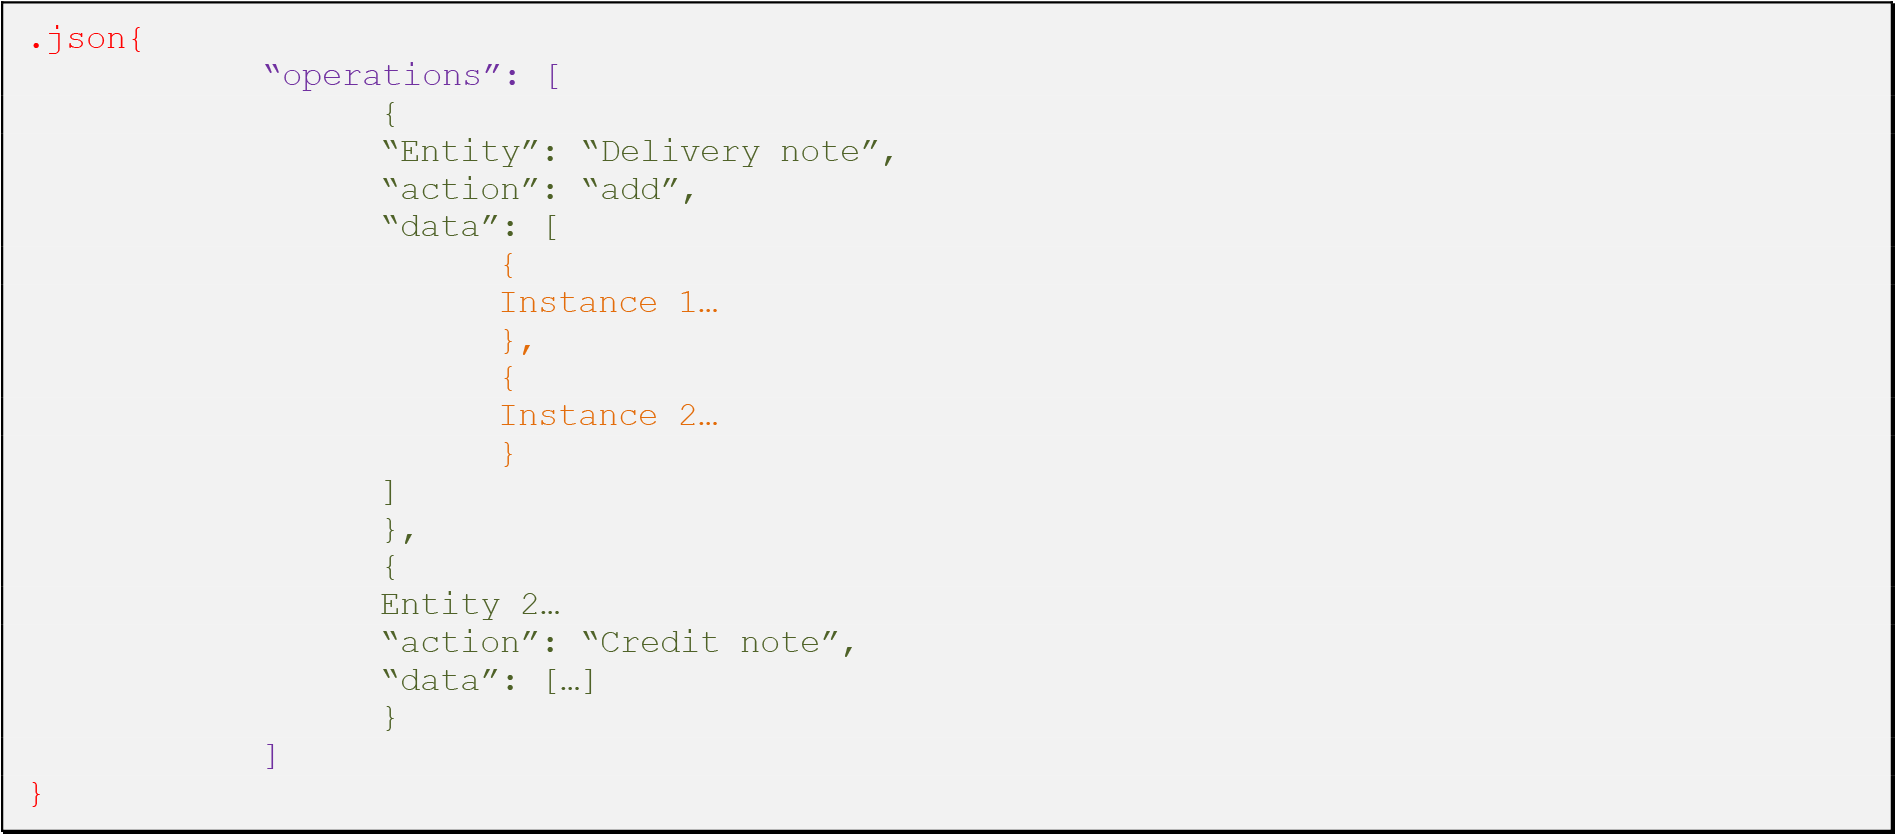 .json{
“operations”: [
{
“Entity”: “Delivery note”,
“action”: “add”,
“data”: [
{
Instance 1…
},
{
Instance 2…
}
]
},
{
Entity 2…
“action”: “Credit note”,
“data”: […]
}
]
}